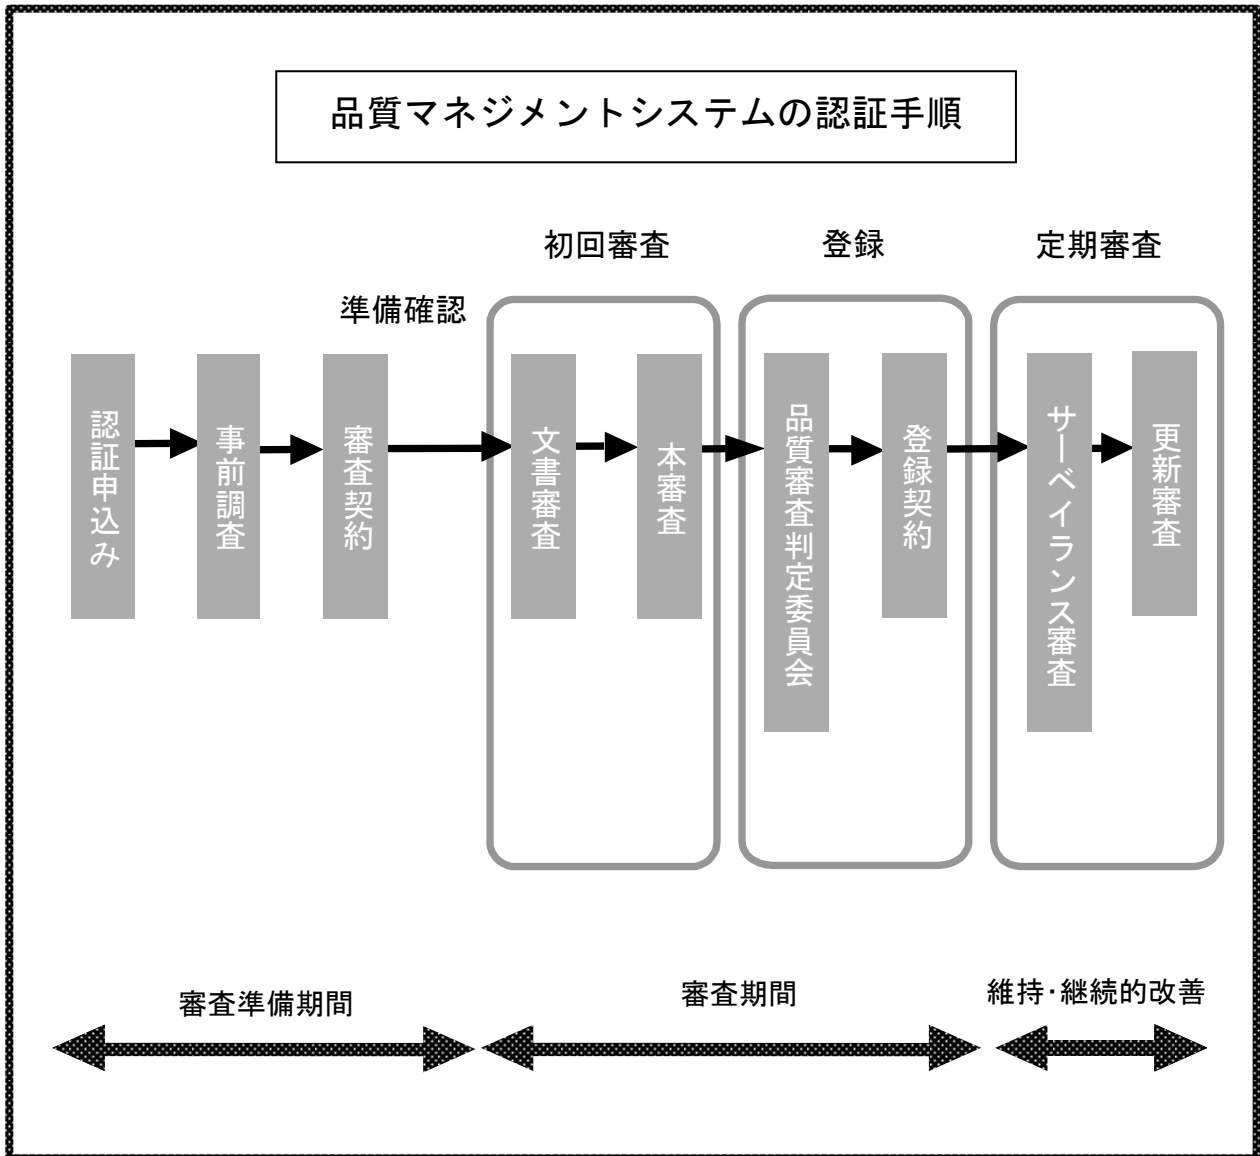 品質マネジメントシステムの認証手順
初回審査
登録
定期審査
準備確認
認証申込み
事前調査
審査契約
文書審査
本審査
品質審査判定委員会
登録契約
サーベイランス審査
更新審査
審査準備期間
審査期間
維持・継続的改善